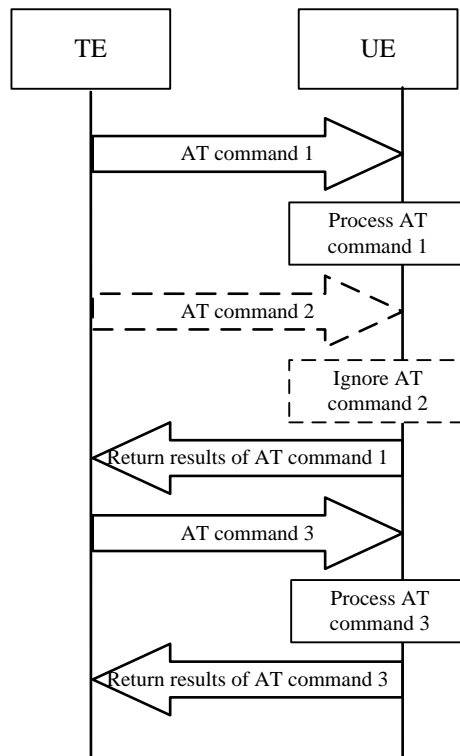 TE
UE
AT command 1
Process AT
command 1
AT command 2
Ignore AT
command 2
Return results of AT command 1
AT command 3
Process AT
command 3
Return results of AT command 3